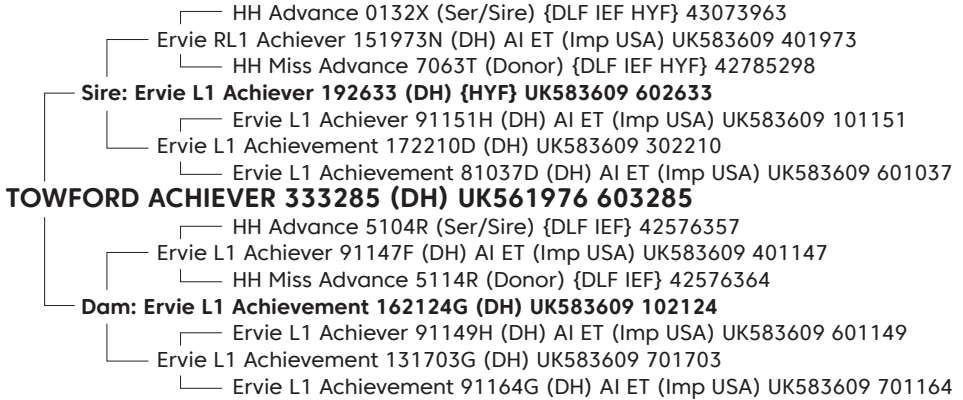 HH Advance 0132X (Ser/Sire) {DLF IEF HYF} 43073963
Ervie RL1 Achiever 151973N (DH) AI ET (Imp USA) UK583609 401973
HH Miss Advance 7063T (Donor) {DLF IEF HYF} 42785298
Sire: Ervie L1 Achiever 192633 (DH) {HYF} UK583609 602633
Ervie L1 Achiever 91151H (DH) AI ET (Imp USA) UK583609 101151
Ervie L1 Achievement 172210D (DH) UK583609 302210
Ervie L1 Achievement 81037D (DH) AI ET (Imp USA) UK583609 601037
TOWFORD ACHIEVER 333285 (DH) UK561976 603285
HH Advance 5104R (Ser/Sire) {DLF IEF} 42576357
Ervie L1 Achiever 91147F (DH) AI ET (Imp USA) UK583609 401147
HH Miss Advance 5114R (Donor) {DLF IEF} 42576364
Dam: Ervie L1 Achievement 162124G (DH) UK583609 102124
Ervie L1 Achiever 91149H (DH) AI ET (Imp USA) UK583609 601149
Ervie L1 Achievement 131703G (DH) UK583609 701703
Ervie L1 Achievement 91164G (DH) AI ET (Imp USA) UK583609 701164